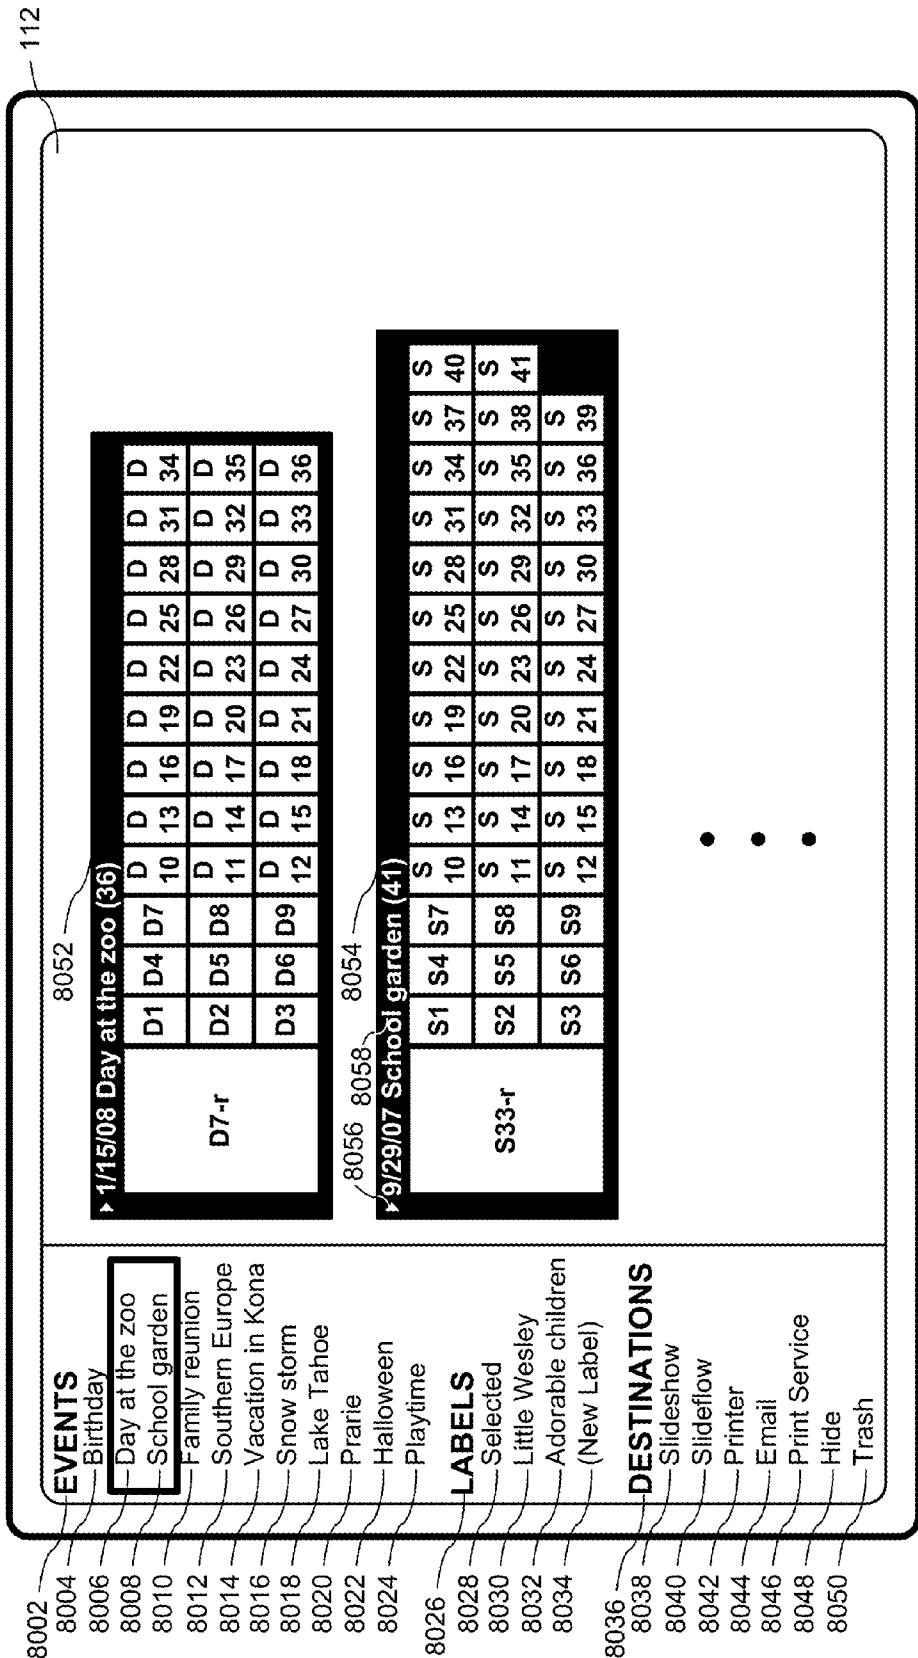 112
8002 EVENTS
8004 Birthday
8006 Day at the zoo
8008 School garden
8010 Family reunion
8012 Southern Europe
8014 Vacation in Kona
8016 Snow storm
8018 Lake Tahoe
8020 Prarie
8022 Halloween
8024 Playtime
8026 LABELS
8028 Selected
8030 Little Wesley
8032 Adorable children
8034 (New Label)
8036 DESTINATIONS
8038 Slideshow
8040 Slideflow
8042 Printer
8044 Email
8046 Print Service
8048 Hide
8050 Trash
8052
1/15/08 Day at the zoo (36)
D7-r
D1 D4 D7 D 10 D 13 D 16 D 19 D 22 D 25 D 28 D 31 D 34
D2 D5 D8 D 11 D 14 D 17 D 20 D 23 D 26 D 29 D 32 D 35
D3 D6 D9 D 12 D 15 D 18 D 21 D 24 D 27 D 30 D 33 D 36
8056 8058 8054
9/29/07 School garden (41)
S33-r
S1 S4 S7 S 10 S 13 S 16 S 19 S 22 S 25 S 28 S 31 S 34 S 37 S 40
S2 S5 S8 S 11 S 14 S 17 S 20 S 23 S 26 S 29 S 32 S 35 S 38 S 41
S3 S6 S9 S 12 S 15 S 18 S 21 S 24 S 27 S 30 S 33 S 36 S 39